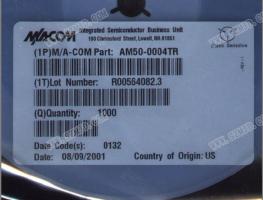 M/A-COM Integrated Semiconductor Business Unit
100 Chelmsford Street, Lowell, MA 01851
(1P)M/A-COM Part: AM50-0004TR
(1T)Lot Number: R00564082.3
(Q)Quantity: 1000
Date Code(s): 0132
Date: 08/09/2001 Country of Origin: US